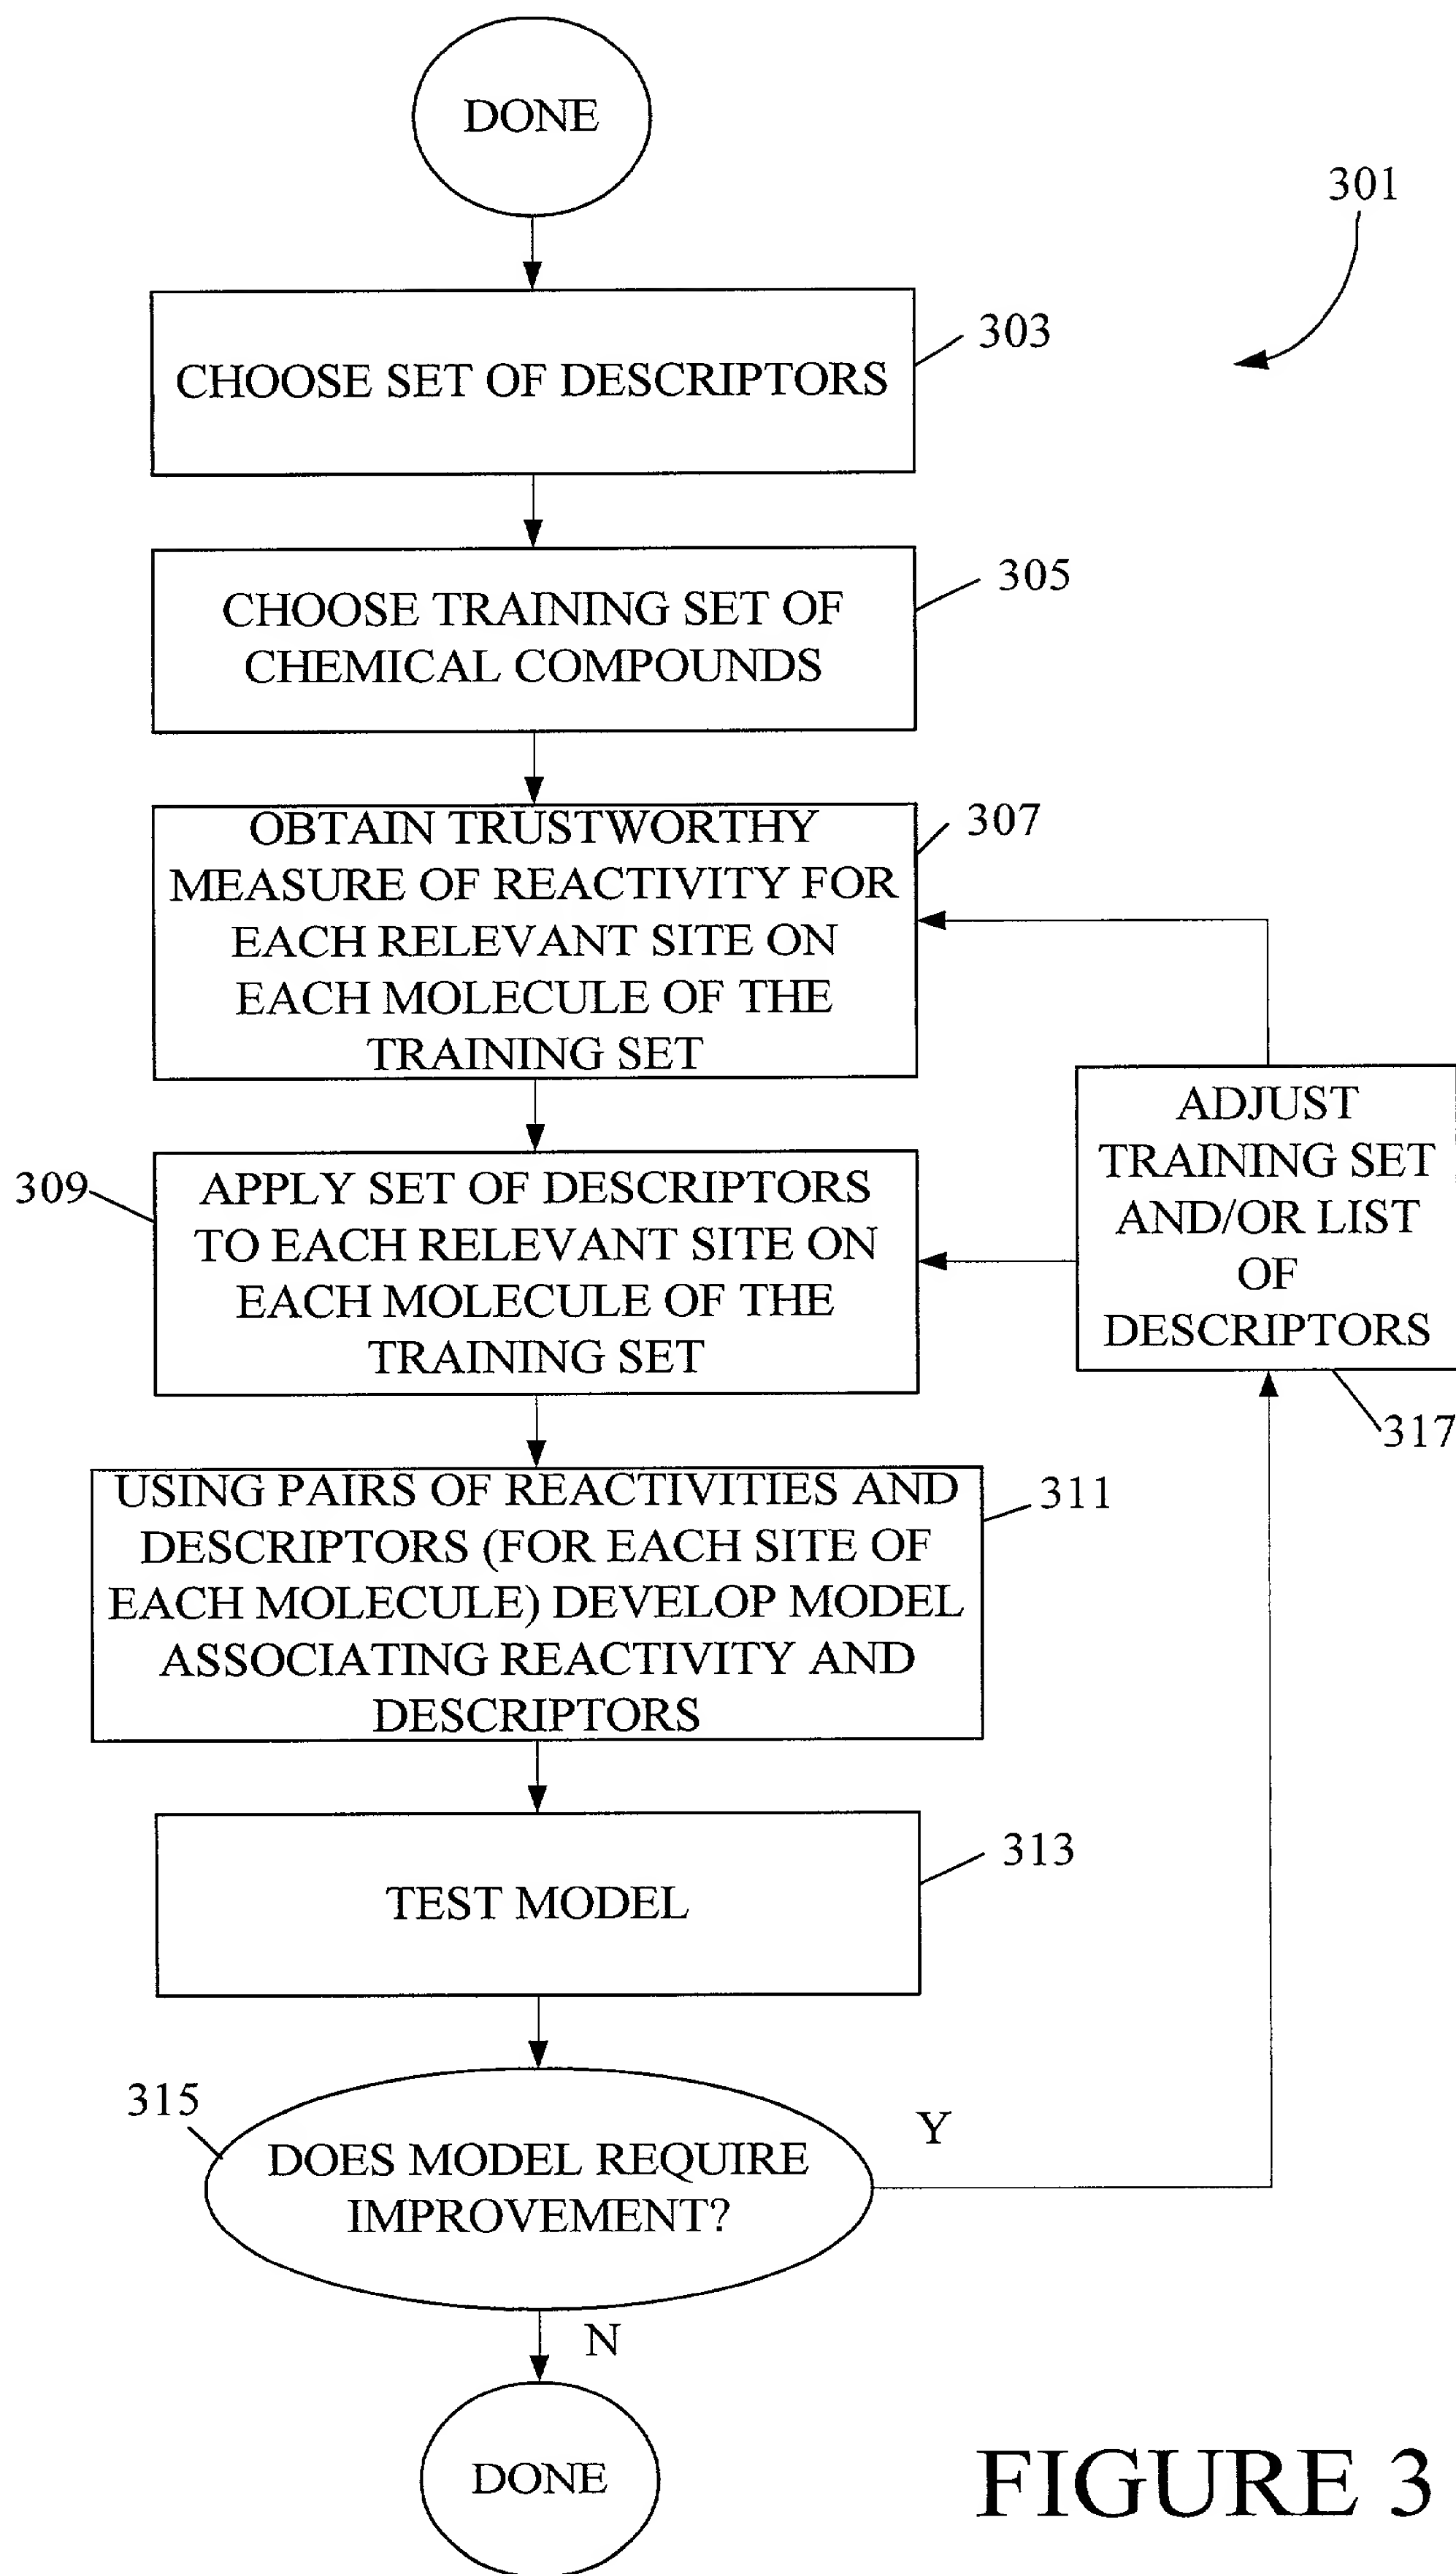 DONE
301
303
CHOOSE SET OF DESCRIPTORS
305
CHOOSE TRAINING SET OF
CHEMICAL COMPOUNDS
307
OBTAIN TRUSTWORTHY
MEASURE OF REACTIVITY FOR
EACH RELEVANT SITE ON
EACH MOLECULE OF THE
TRAINING SET
309
APPLY SET OF DESCRIPTORS
TO EACH RELEVANT SITE ON
EACH MOLECULE OF THE
TRAINING SET
ADJUST
TRAINING SET
AND/OR LIST
OF
DESCRIPTORS
317
311
USING PAIRS OF REACTIVITIES AND
DESCRIPTORS (FOR EACH SITE OF
EACH MOLECULE) DEVELOP MODEL
ASSOCIATING REACTIVITY AND
DESCRIPTORS
313
TEST MODEL
315
DOES MODEL REQUIRE
IMPROVEMENT?
Y
N
DONE
FIGURE 3